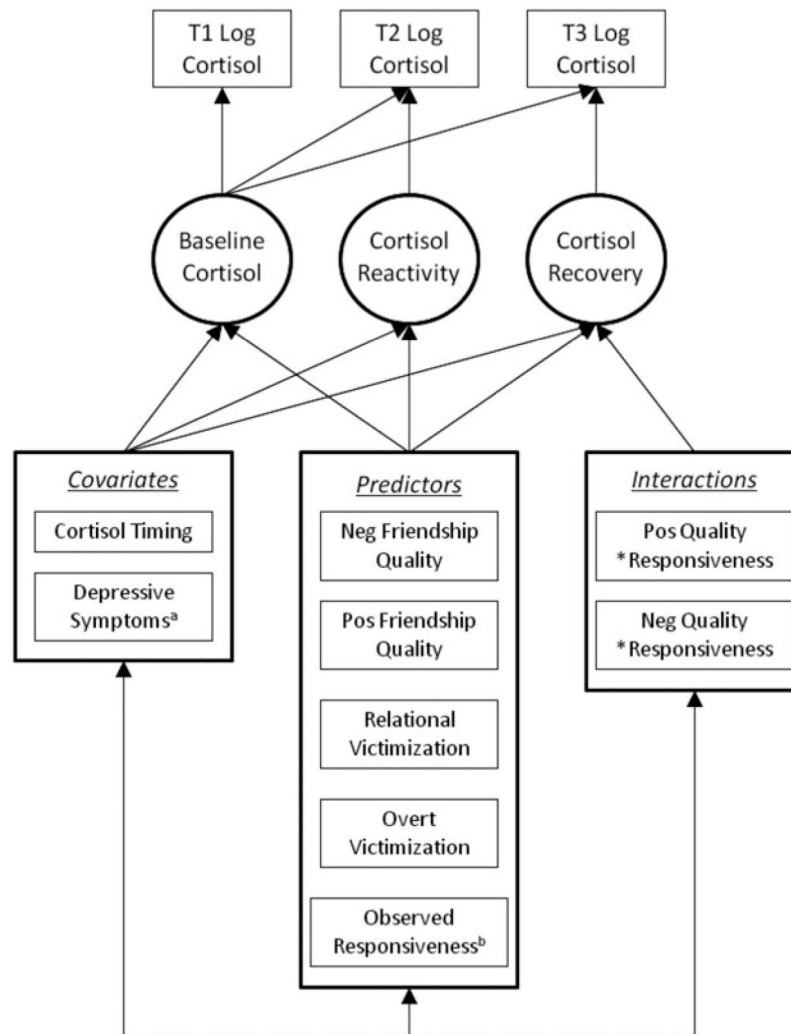 T1 Log
Cortisol
T2 Log
Cortisol
T3 Log
Cortisol
Baseline
Cortisol
Cortisol
Reactivity
Cortisol
Recovery
Covariates
Cortisol Timing
Depressive
Symptomsᵃ
Predictors
Neg Friendship
Quality
Pos Friendship
Quality
Relational
Victimization
Overt
Victimization
Observed
Responsivenessᵇ
Interactions
Pos Quality
*Responsiveness
Neg Quality
*Responsiveness